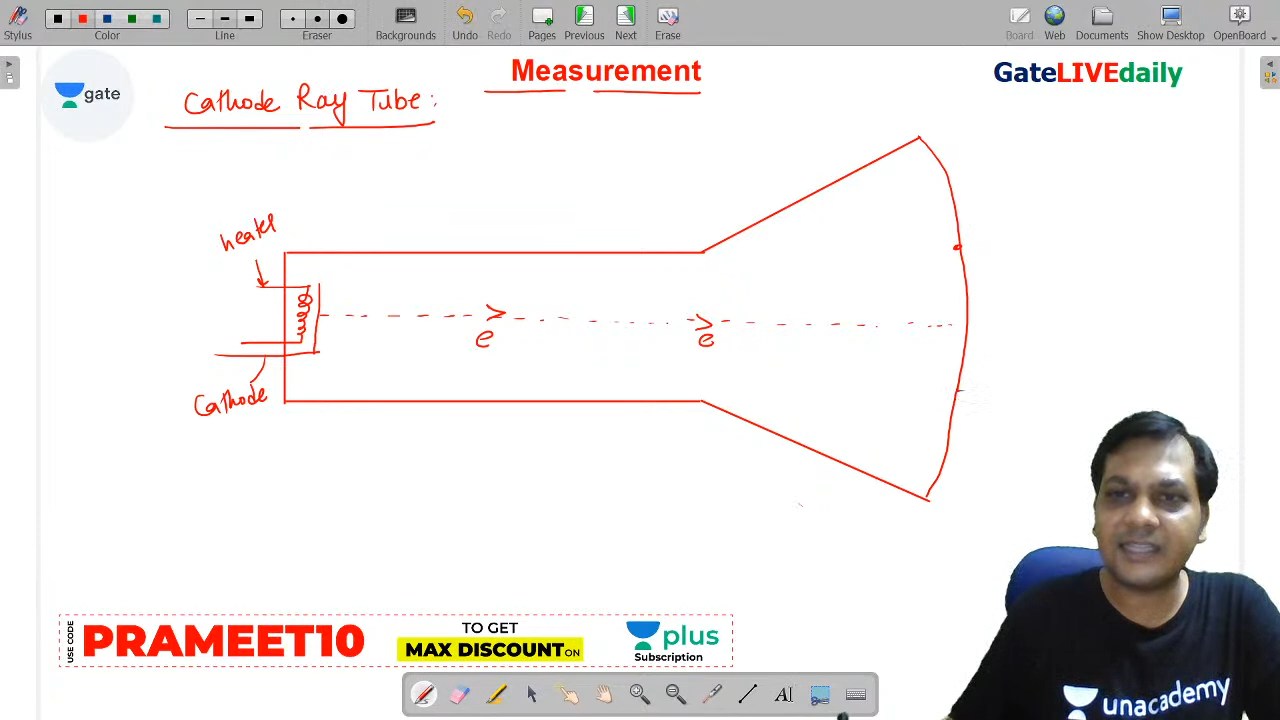 Stylus
Color
Line
Eraser
Backgrounds
Undo
Redo
Pages
Previous
Next
Erase
Board
Web
Documents
Show Desktop
OpenBoard
gate
Measurement
GateLIVEdaily
Cathode Ray Tube:
heater
e
e
Cathode
USE CODE
PRAMEET10
TO GET
MAX DISCOUNT ON
plus
Subscription
unacademy